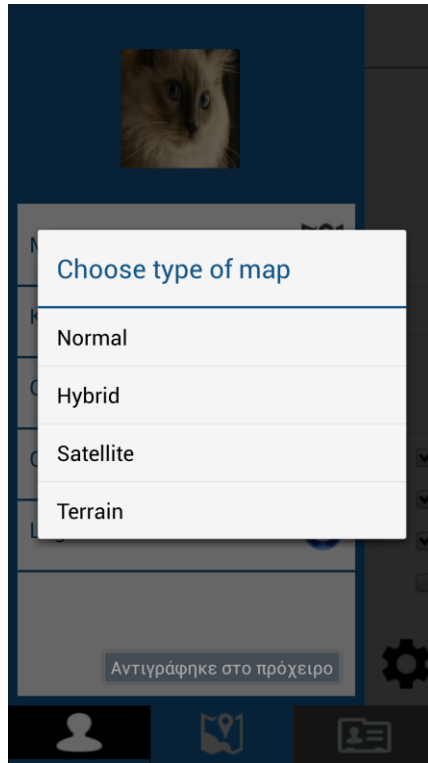 Choose type of map
Normal
Hybrid
Satellite
Terrain
Αντιγράφηκε στο πρόχειρο